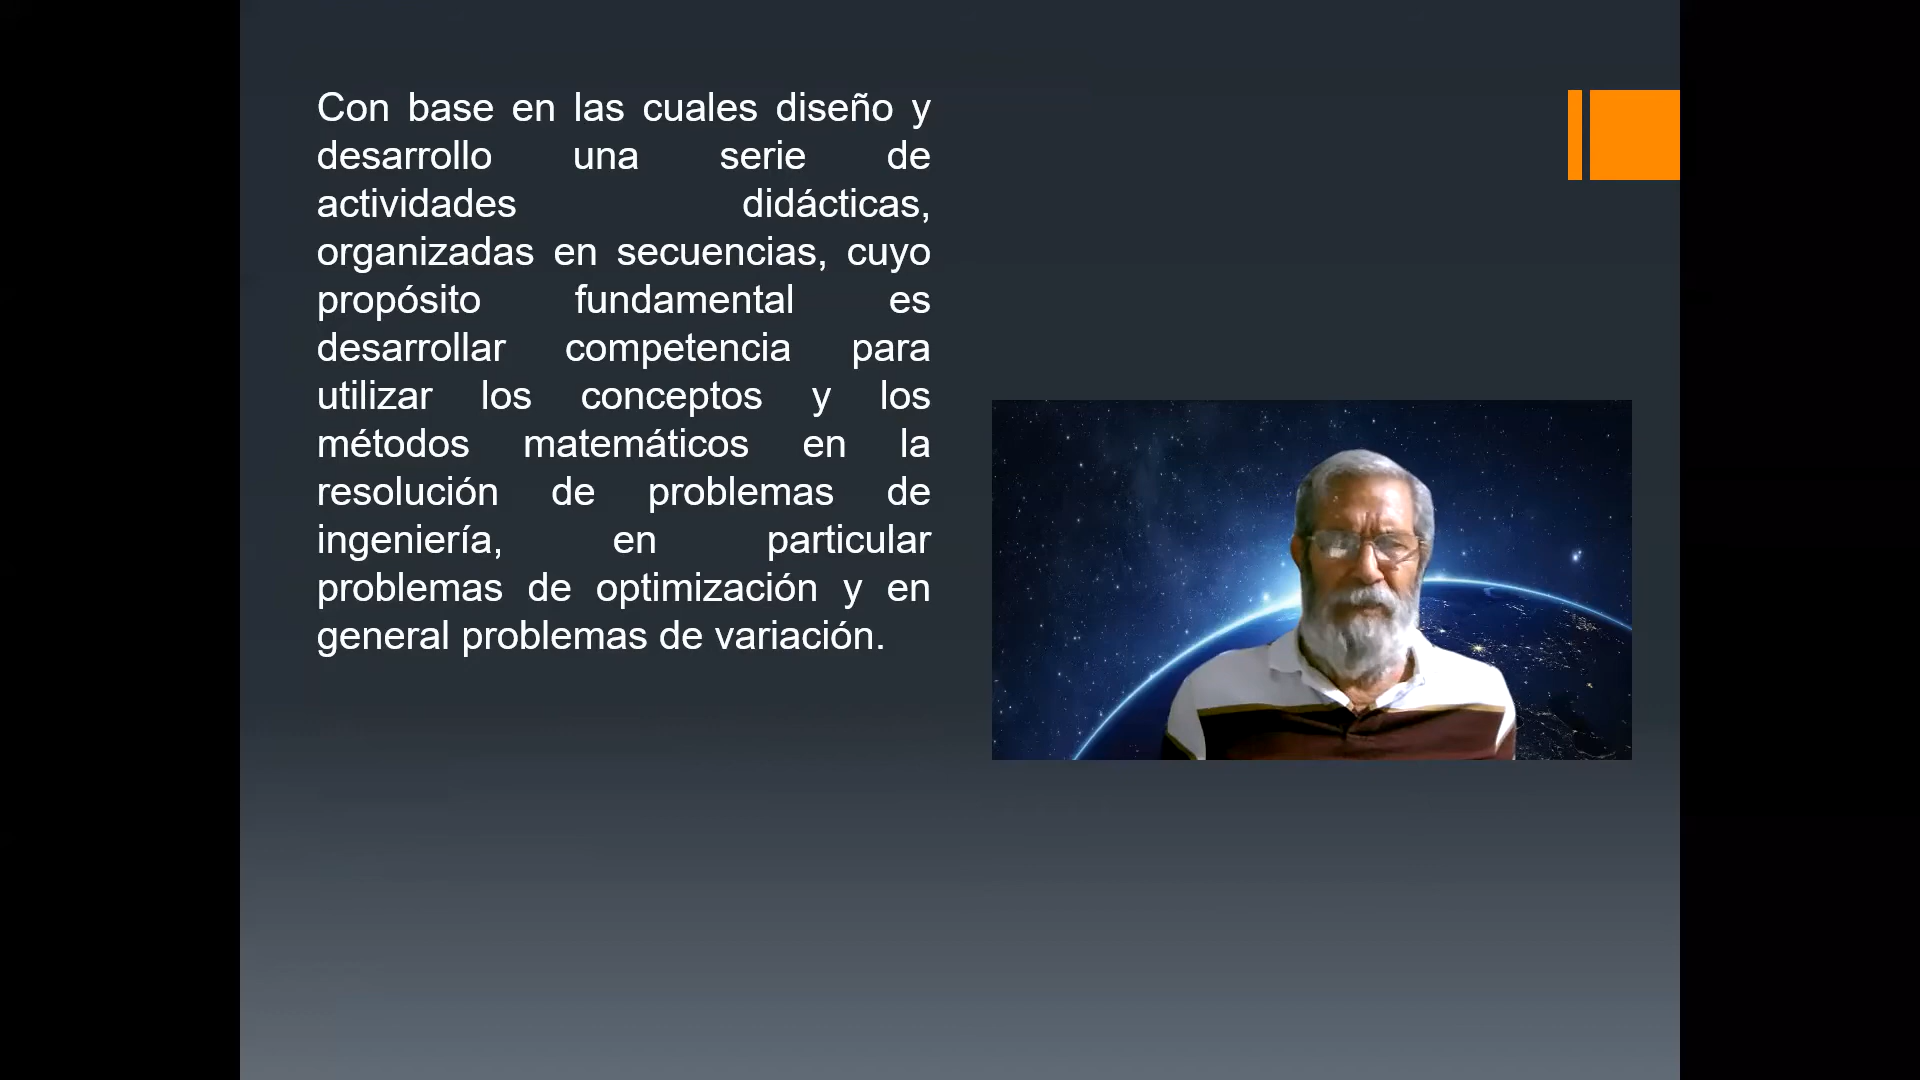 Con base en las cuales diseño y
desarrollo una serie de
actividades didácticas,
organizadas en secuencias, cuyo
propósito fundamental es
desarrollar competencia para
utilizar los conceptos y los
métodos matemáticos en la
resolución de problemas de
ingeniería, en particular
problemas de optimización y en
general problemas de variación.